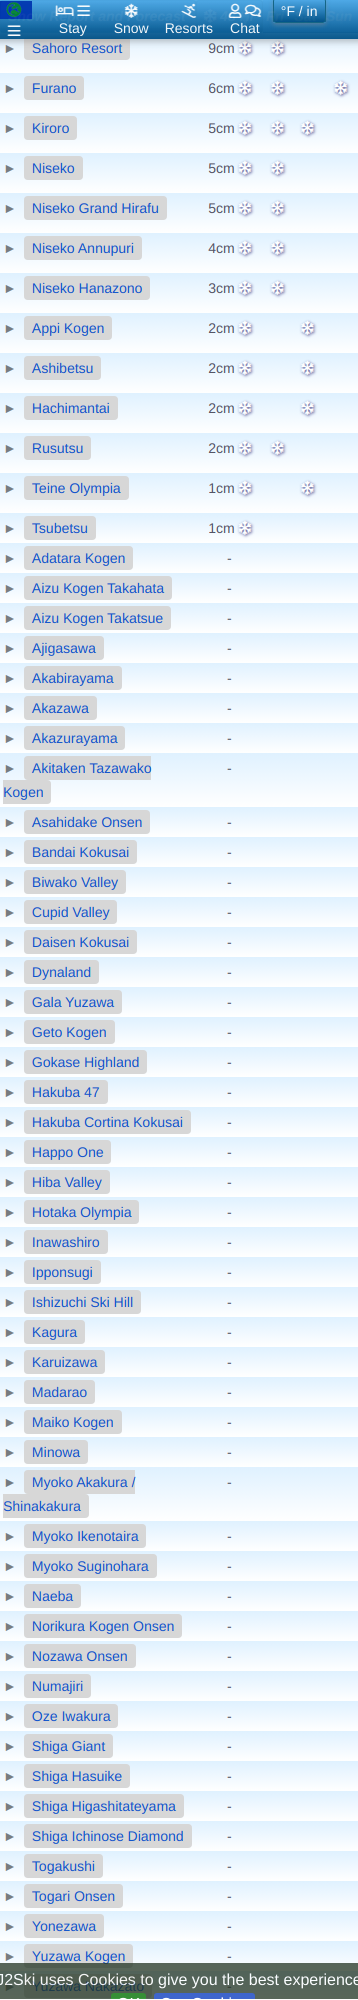 °F / in
Stay
Snow
Resorts
Chat
Sahoro Resort 9cm
Furano 6cm
Kiroro 5cm
Niseko 5cm
Niseko Grand Hirafu 5cm
Niseko Annupuri 4cm
Niseko Hanazono 3cm
Appi Kogen 2cm
Ashibetsu 2cm
Hachimantai 2cm
Rusutsu 2cm
Teine Olympia 1cm
Tsubetsu 1cm
Adatara Kogen -
Aizu Kogen Takahata -
Aizu Kogen Takatsue -
Ajigasawa -
Akabirayama -
Akazawa -
Akazurayama -
Akitaken Tazawako -
Kogen
Asahidake Onsen -
Bandai Kokusai -
Biwako Valley -
Cupid Valley -
Daisen Kokusai -
Dynaland -
Gala Yuzawa -
Geto Kogen -
Gokase Highland -
Hakuba 47 -
Hakuba Cortina Kokusai -
Happo One -
Hiba Valley -
Hotaka Olympia -
Inawashiro -
Ipponsugi -
Ishizuchi Ski Hill -
Kagura -
Karuizawa -
Madarao -
Maiko Kogen -
Minowa -
Myoko Akakura / -
Shinakakura
Myoko Ikenotaira -
Myoko Suginohara -
Naeba -
Norikura Kogen Onsen -
Nozawa Onsen -
Numajiri -
Oze Iwakura -
Shiga Giant -
Shiga Hasuike -
Shiga Higashitateyama -
Shiga Ichinose Diamond -
Togakushi -
Togari Onsen -
Yonezawa -
Yuzawa Kogen -
J2Ski uses Cookies to give you the best experience
Yuzawa Nakazato